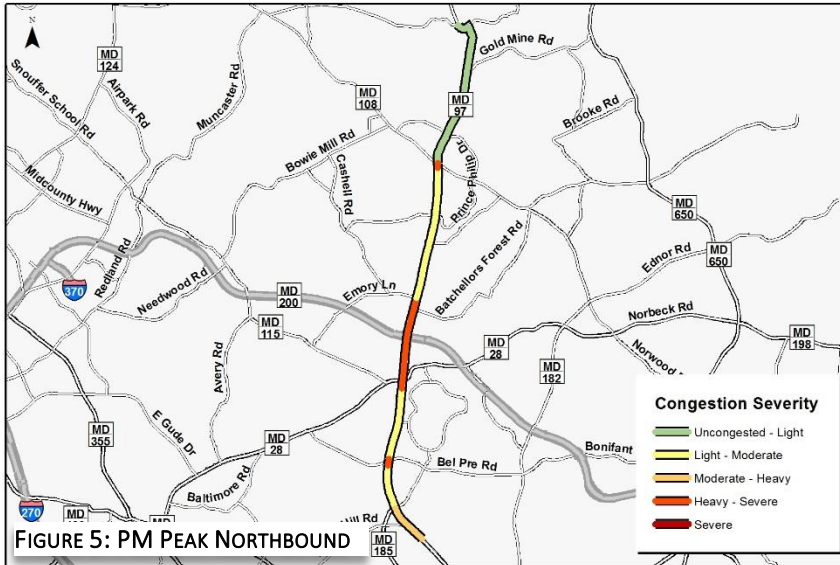 N
MD
124
Airpark Rd
Snouffer School Rd
Muncaster Rd
MD
108
Gold Mine Rd
MD
97
Brooke Rd
Bowie Mill Rd
Cashell Rd
Prince Philip Dr
Midcounty Hwy
Redland Rd
Needwood Rd
370
MD
200
Emory Ln
Batchellors Forest Rd
MD
650
MD
650
Ednor Rd
Norbeck Rd
MD
115
Avery Rd
MD
28
MD
182
MD
198
Norwood
MD
355
E Gude Dr
MD
28
Baltimore Rd
Bel Pre Rd
Bonifant
270
Rd
MD
185
Congestion Severity
Uncongested - Light
Light - Moderate
Moderate - Heavy
Heavy - Severe
Severe
FIGURE 5: PM PEAK NORTHBOUND